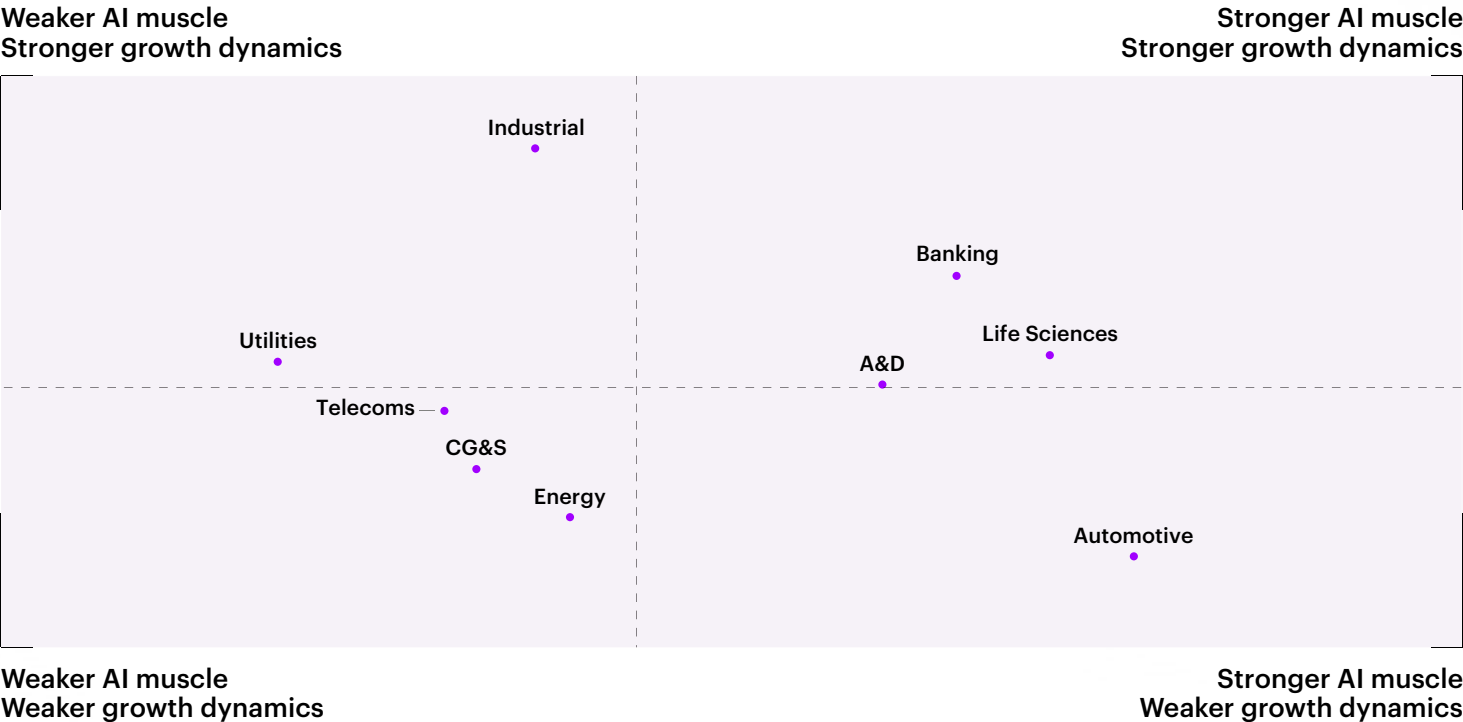 Weaker AI muscle
Stronger growth dynamics
Stronger AI muscle
Stronger growth dynamics
Industrial
Banking
Life Sciences
Utilities
A&D
Telecoms
CG&S
Energy
Automotive
Weaker AI muscle
Weaker growth dynamics
Stronger AI muscle
Weaker growth dynamics